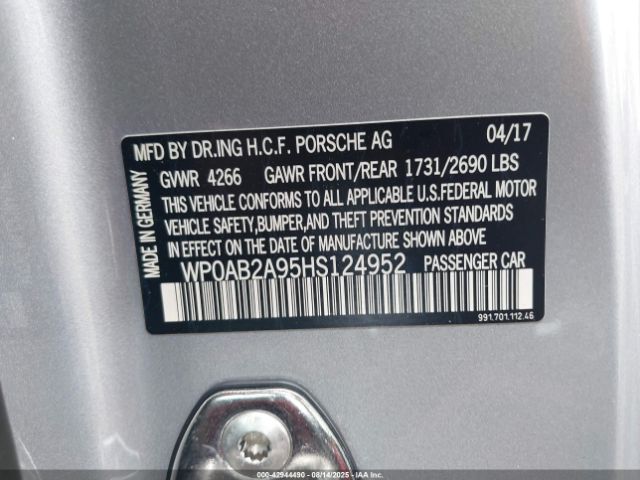 MFD BY DR.ING H.C.F. PORSCHE AG 04/17
GVWR 4266 GAWR FRONT/REAR 1731/2690 LBS
THIS VEHICLE CONFORMS TO ALL APPLICABLE U.S.FEDERAL MOTOR
VEHICLE SAFETY,BUMPER,AND THEFT PREVENTION STANDARDS
IN EFFECT ON THE DATE OF MANUFACTURE SHOWN ABOVE
WP0AB2A95HS124952 PASSENGER CAR
MADE IN GERMANY
991.701.112.46
000-42944490 - 08/14/2025 - IAAI.com